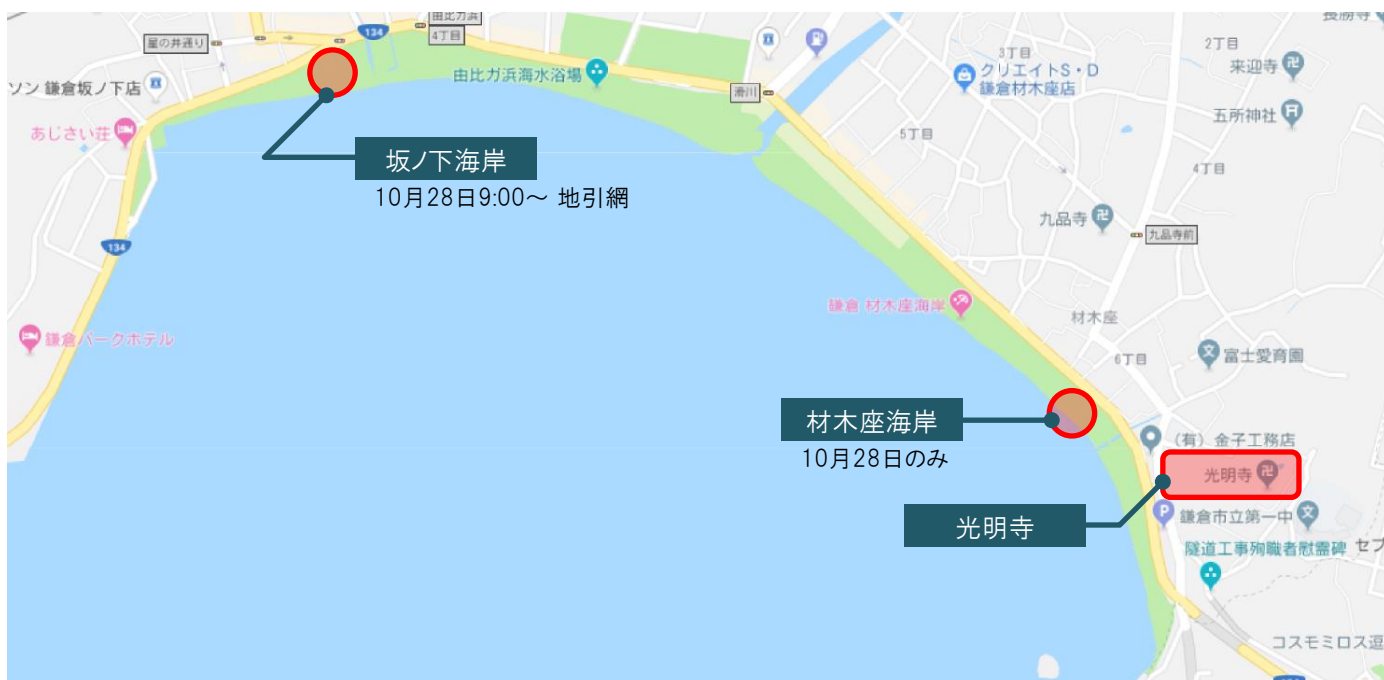 由比ガ浜
4丁目
134
星の井通り
ソン 鎌倉坂ノ下店
あじさい荘
由比ガ浜海水浴場
滑川
3丁目
クリエイトS・D
鎌倉材木座店
2丁目
来迎寺
五所神社
5丁目
4丁目
坂ノ下海岸
10月28日9:00～ 地引網
九品寺
九品寺前
134
鎌倉パークホテル
鎌倉 材木座海岸
材木座
6丁目
富士愛育園
材木座海岸
10月28日のみ
(有) 金子工務店
光明寺
光明寺
P
鎌倉市立第一中
隧道工事殉職者慰霊碑
セブ
コスモミロス逗